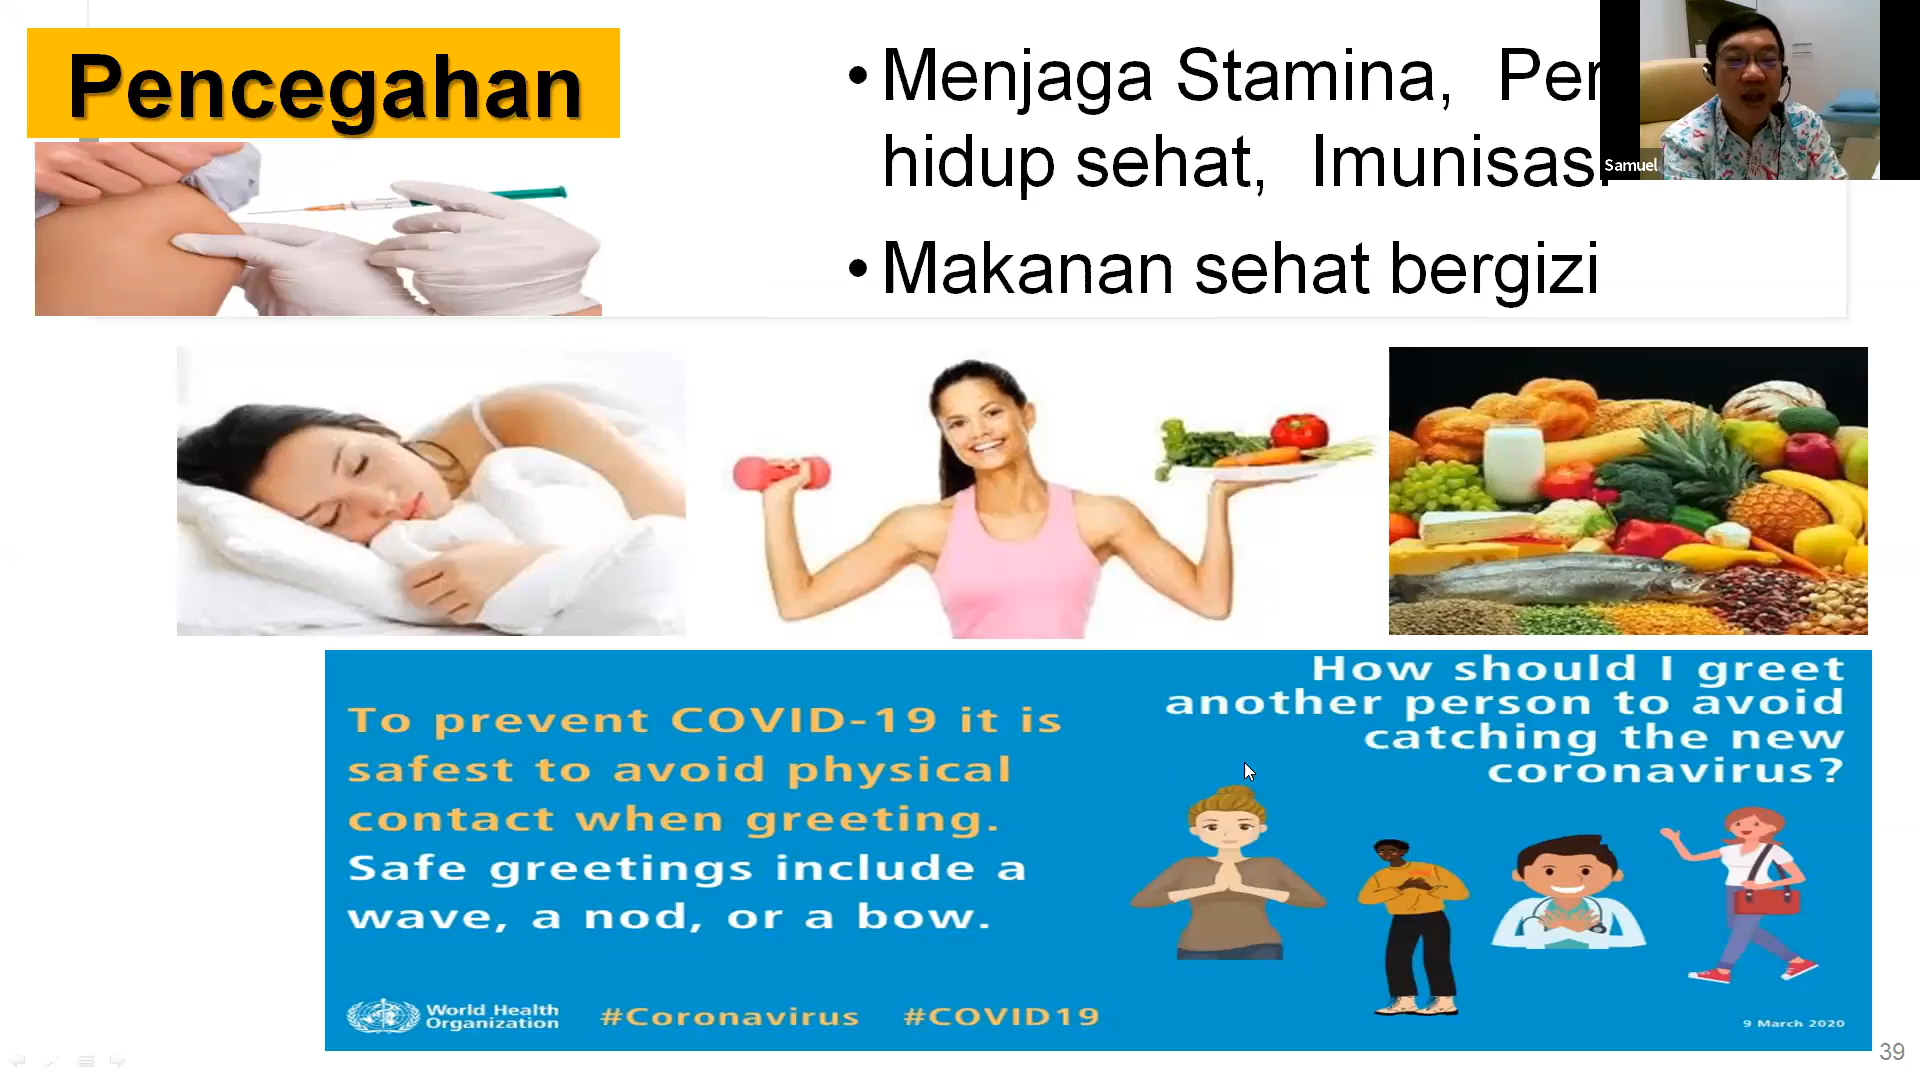 Pencegahan
• Menjaga Stamina, Per
hidup sehat, Imunisasi
• Makanan sehat bergizi
Samuel
To prevent COVID-19 it is
safest to avoid physical
contact when greeting.
Safe greetings include a
wave, a nod, or a bow.
How should I greet
another person to avoid
catching the new
coronavirus?
World Health
Organization
#Coronavirus #COVID19
9 March 2020
39